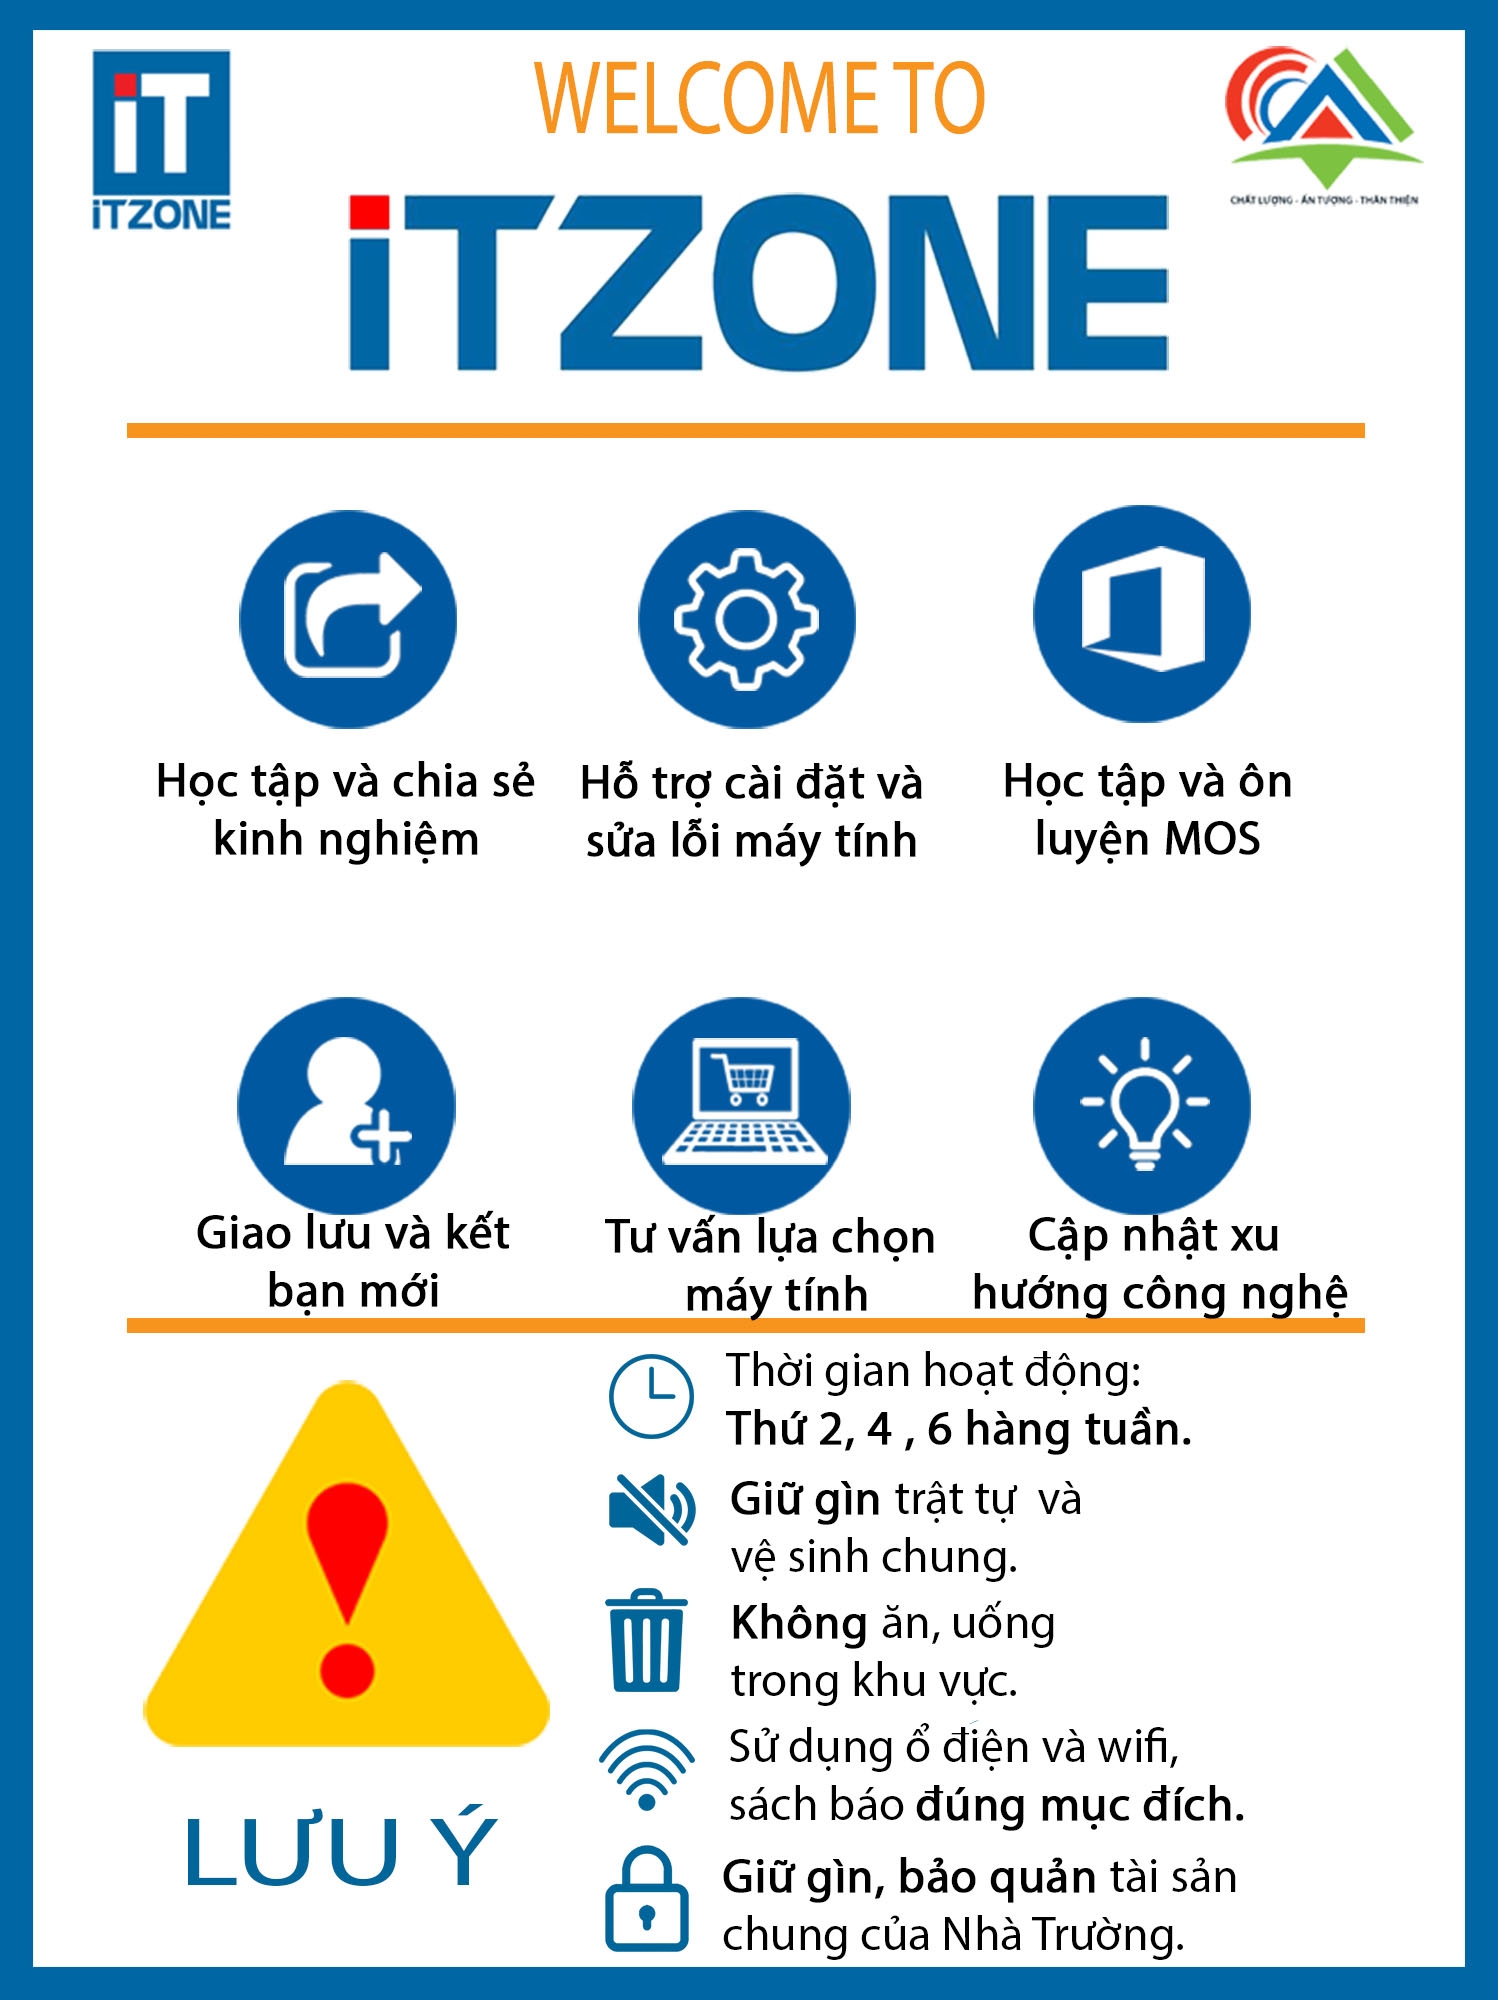 iT
iTZONE
WELCOME TO
CHẤT LƯỢNG - ẤN TƯỢNG - THÂN THIỆN
iTZONE
Học tập và chia sẻ
kinh nghiệm
Hỗ trợ cài đặt và
sửa lỗi máy tính
Học tập và ôn
luyện MOS
Giao lưu và kết
bạn mới
Tư vấn lựa chọn
máy tính
Cập nhật xu
hướng công nghệ
LƯU Ý
Thời gian hoạt động:
Thứ 2, 4 , 6 hàng tuần.
Giữ gìn trật tự và
vệ sinh chung.
Không ăn, uống
trong khu vực.
Sử dụng ổ điện và wifi,
sách báo đúng mục đích.
Giữ gìn, bảo quản tài sản
chung của Nhà Trường.